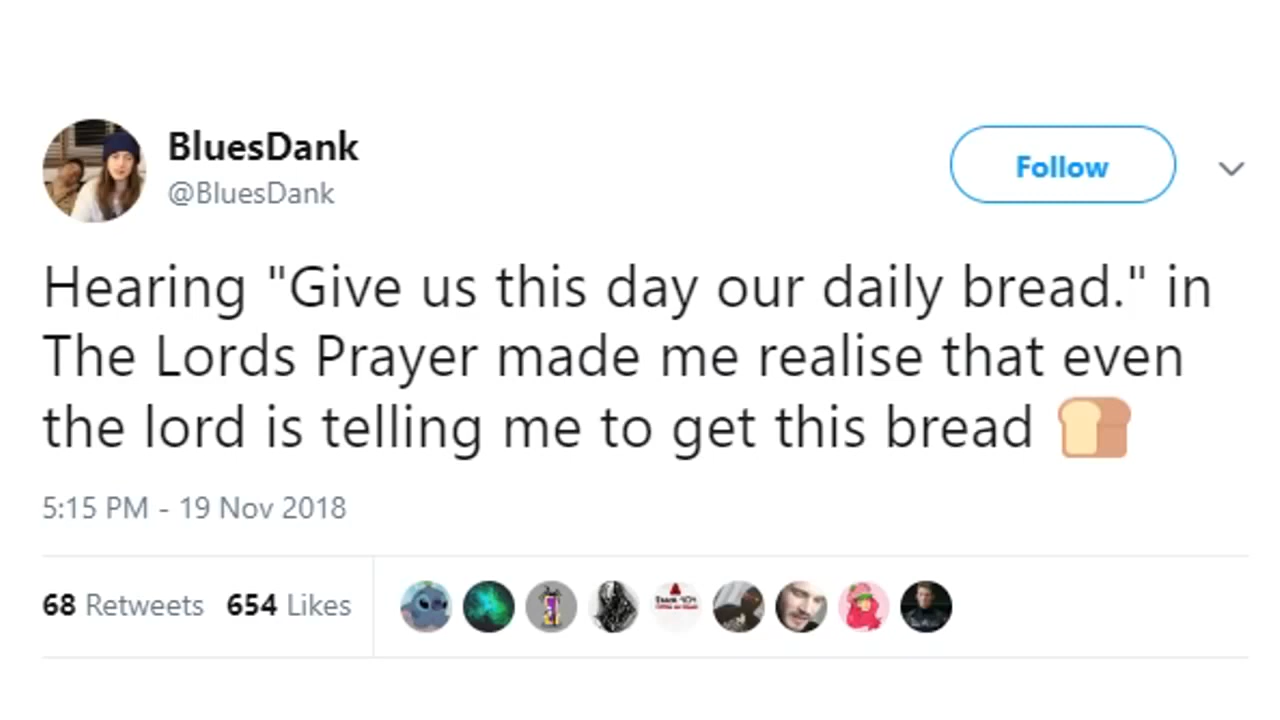 BluesDank
@BluesDank
Follow
Hearing "Give us this day our daily bread." in
The Lords Prayer made me realise that even
the lord is telling me to get this bread 🍞
5:15 PM - 19 Nov 2018
68 Retweets 654 Likes